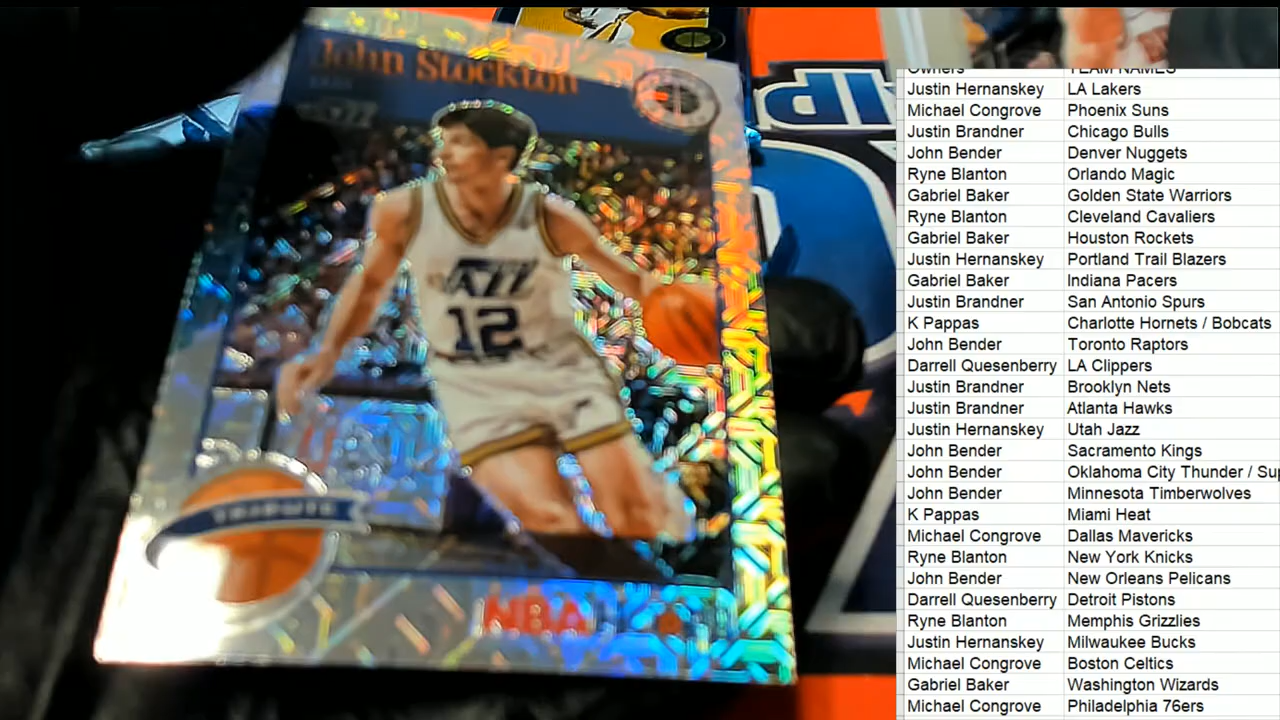 John Stockton
JAZZ
12
TRIBUTE
NBA
Owners TEAM NAMES
Justin Hernanskey LA Lakers
Michael Congrove Phoenix Suns
Justin Brandner Chicago Bulls
John Bender Denver Nuggets
Ryne Blanton Orlando Magic
Gabriel Baker Golden State Warriors
Ryne Blanton Cleveland Cavaliers
Gabriel Baker Houston Rockets
Justin Hernanskey Portland Trail Blazers
Gabriel Baker Indiana Pacers
Justin Brandner San Antonio Spurs
K Pappas Charlotte Hornets / Bobcats
John Bender Toronto Raptors
Darrell Quesenberry LA Clippers
Justin Brandner Brooklyn Nets
Justin Brandner Atlanta Hawks
Justin Hernanskey Utah Jazz
John Bender Sacramento Kings
John Bender Oklahoma City Thunder / Su
John Bender Minnesota Timberwolves
K Pappas Miami Heat
Michael Congrove Dallas Mavericks
Ryne Blanton New York Knicks
John Bender New Orleans Pelicans
Darrell Quesenberry Detroit Pistons
Ryne Blanton Memphis Grizzlies
Justin Hernanskey Milwaukee Bucks
Michael Congrove Boston Celtics
Gabriel Baker Washington Wizards
Michael Congrove Philadelphia 76ers